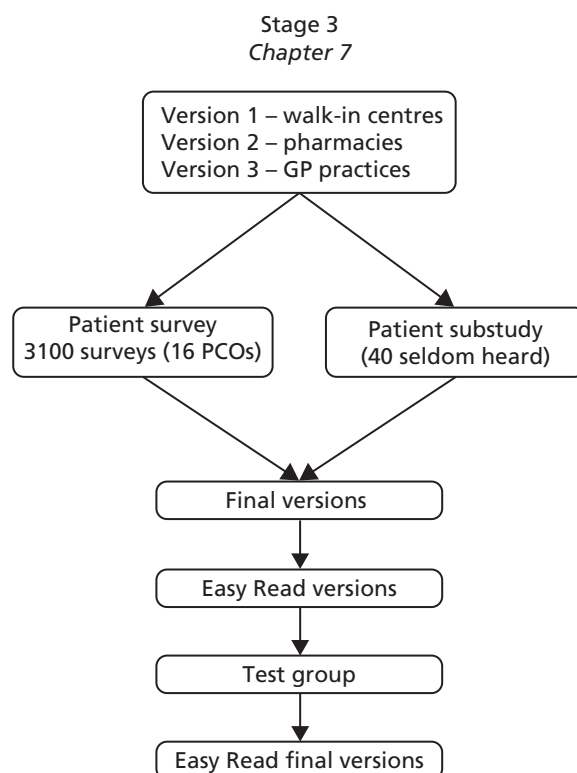 Stage 3
Chapter 7
Version 1 – walk-in centres
Version 2 – pharmacies
Version 3 – GP practices
Patient survey
3100 surveys (16 PCOs)
Patient substudy
(40 seldom heard)
Final versions
Easy Read versions
Test group
Easy Read final versions